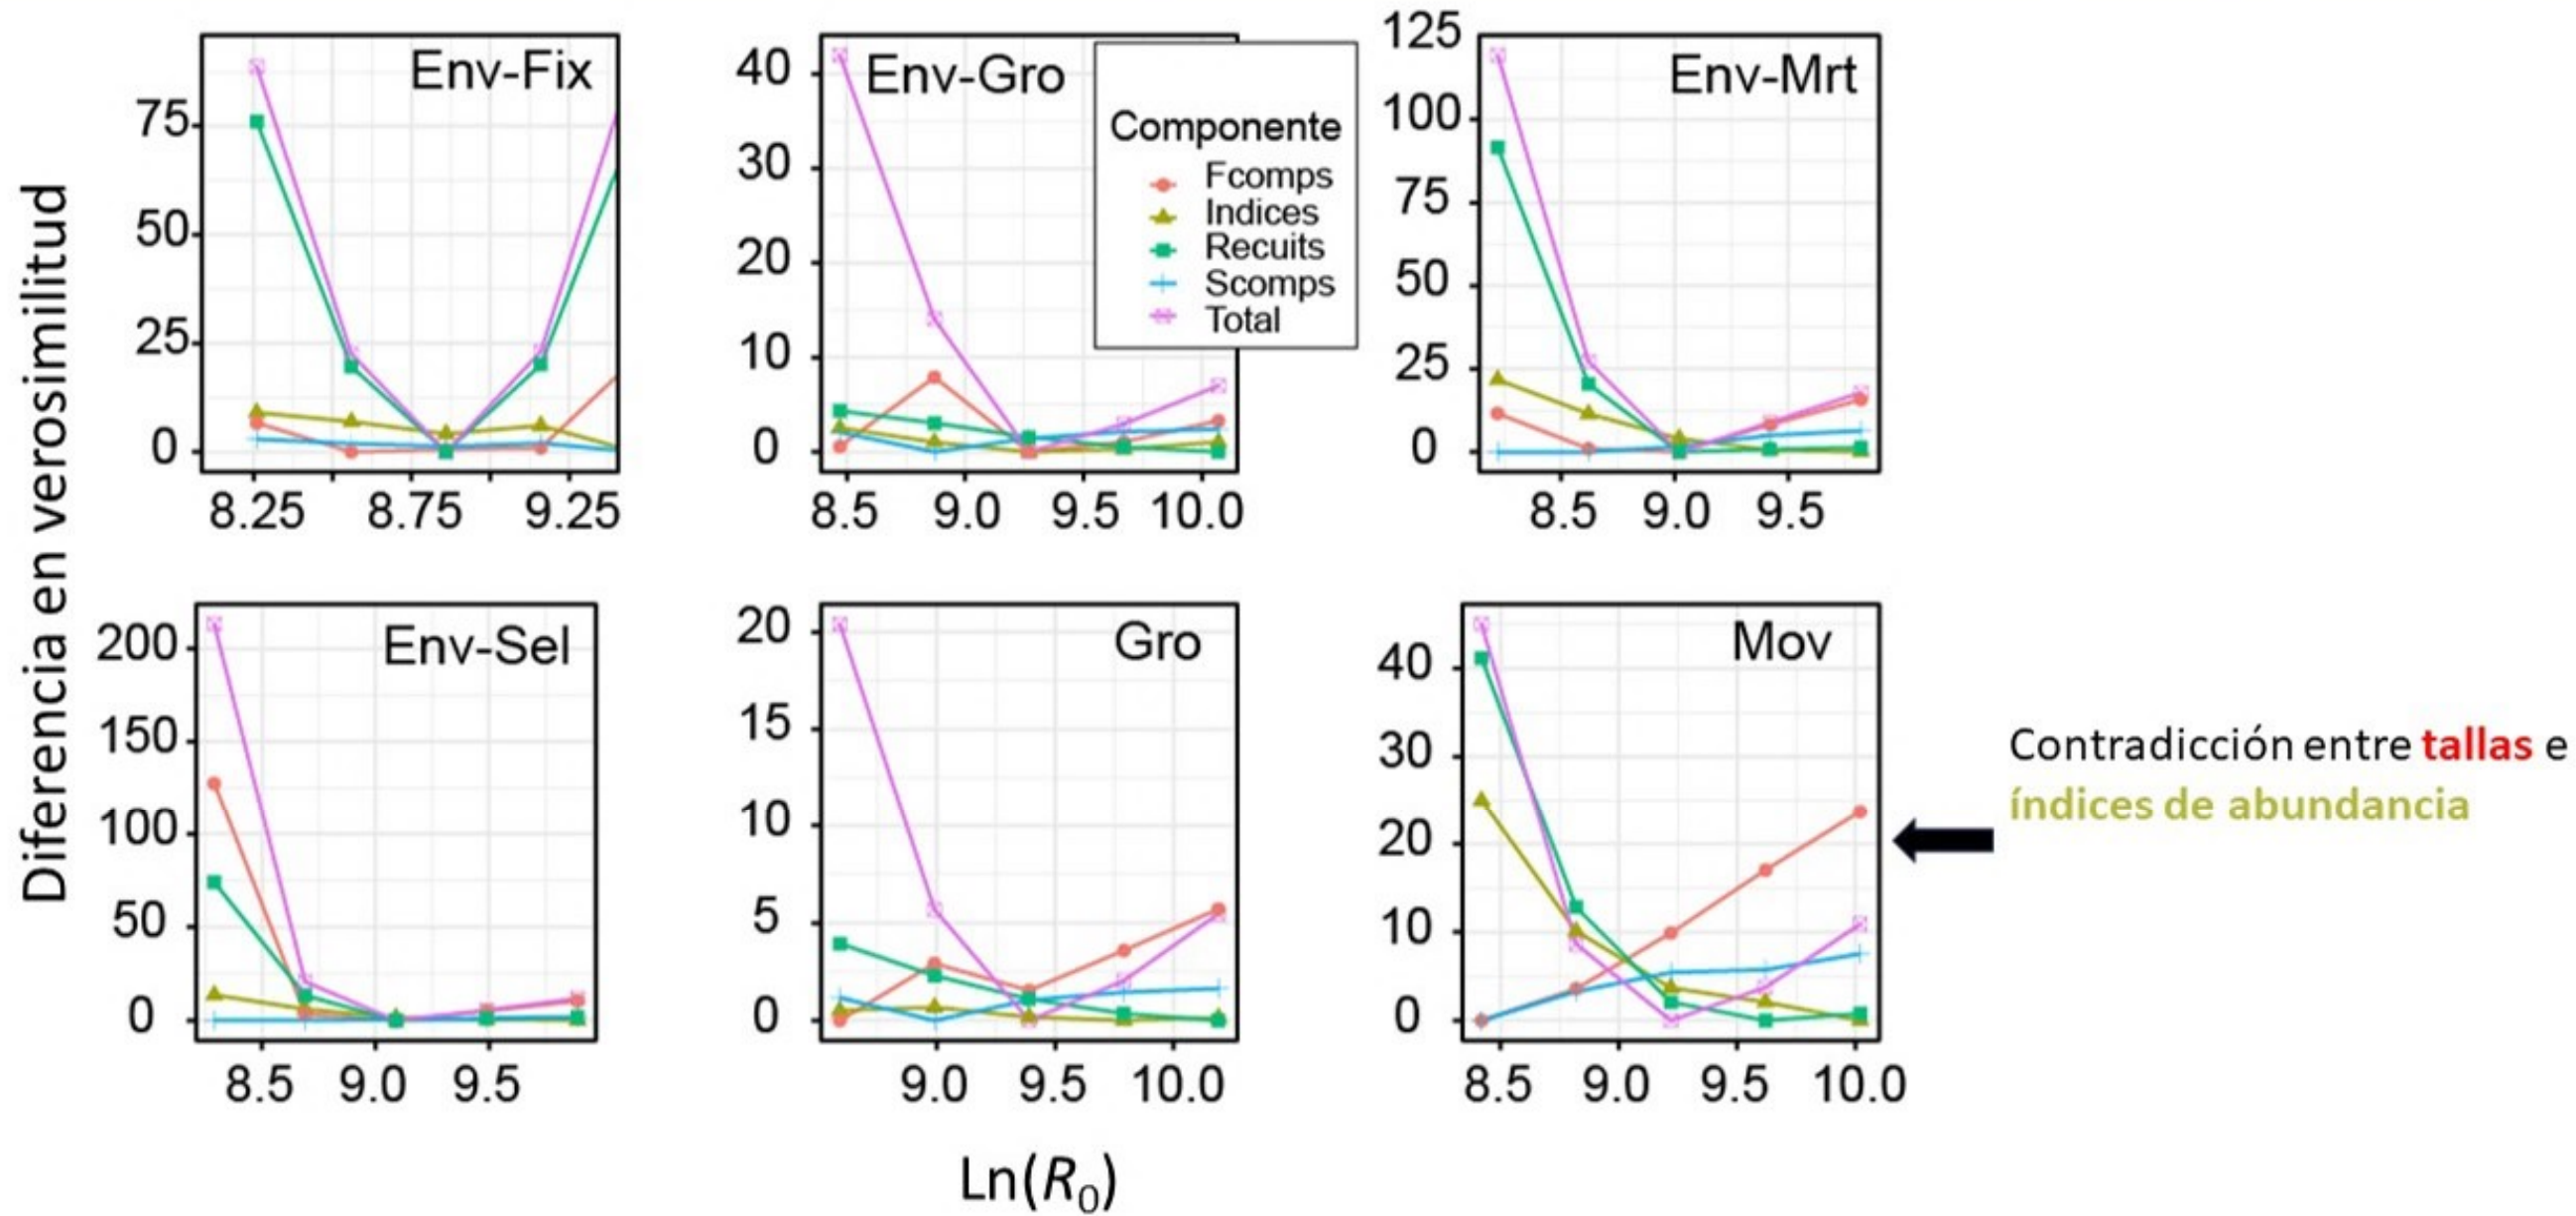 Diferencia en verosimilitud
Env-Fix
75
50
25
0
8.25 8.75 9.25
Env-Gro
40
30
20
10
0
8.5 9.0 9.5 10.0
Componente
Fcomps
Indices
Recuits
Scomps
Total
Env-Mrt
125
100
75
50
25
0
8.5 9.0 9.5
Env-Sel
200
150
100
50
0
8.5 9.0 9.5
Gro
20
15
10
5
0
9.0 9.5 10.0
Mov
40
30
20
10
0
8.5 9.0 9.5 10.0
Contradicción entre tallas e
índices de abundancia
Ln(R0)